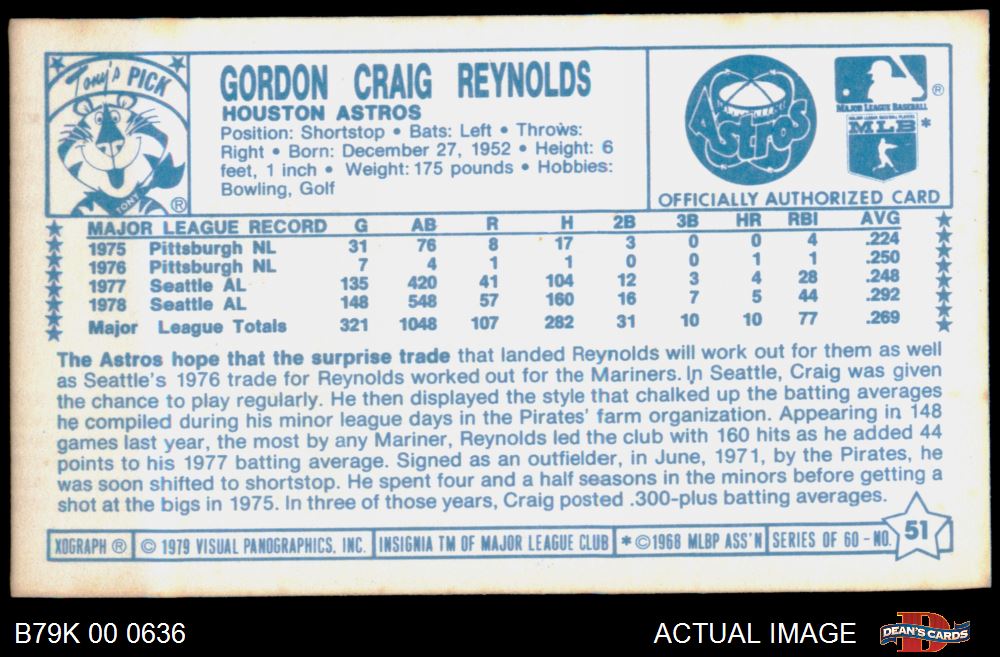 Tony's PICK
TONY ®
GORDON CRAIG REYNOLDS
HOUSTON ASTROS
Position: Shortstop • Bats: Left • Throws:
Right • Born: December 27, 1952 • Height: 6
feet, 1 inch • Weight: 175 pounds • Hobbies:
Bowling, Golf
Astros
®
MAJOR LEAGUE BASEBALL
MAJOR LEAGUE BASEBALL PLAYERS
MLB *
OFFICIALLY AUTHORIZED CARD
MAJOR LEAGUE RECORD G AB R H 2B 3B HR RBI AVG
1975 Pittsburgh NL 31 76 8 17 3 0 0 4 .224
1976 Pittsburgh NL 7 4 1 1 0 0 1 1 .250
1977 Seattle AL 135 420 41 104 12 3 4 28 .248
1978 Seattle AL 148 548 57 160 16 7 5 44 .292
Major League Totals 321 1048 107 282 31 10 10 77 .269
The Astros hope that the surprise trade that landed Reynolds will work out for them as well
as Seattle's 1976 trade for Reynolds worked out for the Mariners. In Seattle, Craig was given
the chance to play regularly. He then displayed the style that chalked up the batting averages
he compiled during his minor league days in the Pirates' farm organization. Appearing in 148
games last year, the most by any Mariner, Reynolds led the club with 160 hits as he added 44
points to his 1977 batting average. Signed as an outfielder, in June, 1971, by the Pirates, he
was soon shifted to shortstop. He spent four and a half seasons in the minors before getting a
shot at the bigs in 1975. In three of those years, Craig posted .300-plus batting averages.
XOGRAPH ® © 1979 VISUAL PANOGRAPHICS, INC. INSIGNIA TM OF MAJOR LEAGUE CLUB * © 1968 MLBP ASS'N SERIES OF 60 - NO. 51
B79K 00 0636
ACTUAL IMAGE
D
DEAN'S CARDS